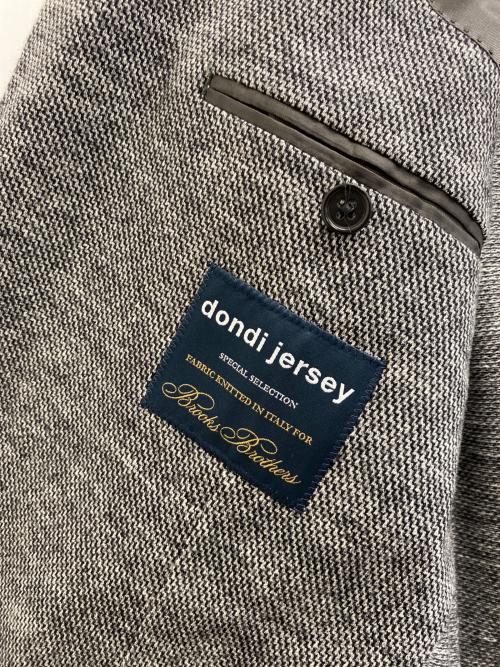 dondi jersey
SPECIAL SELECTION
FABRIC KNITTED IN ITALY FOR
Brooks Brothers